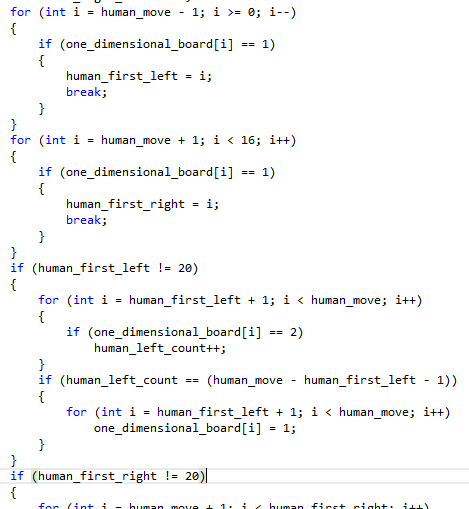 for (int i = human_move - 1; i >= 0; i--)
{
    if (one_dimensional_board[i] == 1)
    {
        human_first_left = i;
        break;
    }
}
for (int i = human_move + 1; i < 16; i++)
{
    if (one_dimensional_board[i] == 1)
    {
        human_first_right = i;
        break;
    }
}
if (human_first_left != 20)
{
    for (int i = human_first_left + 1; i < human_move; i++)
    {
        if (one_dimensional_board[i] == 2)
            human_left_count++;
    }
    if (human_left_count == (human_move - human_first_left - 1))
    {
        for (int i = human_first_left + 1; i < human_move; i++)
            one_dimensional_board[i] = 1;
    }
}
if (human_first_right != 20)
{
    for (int i = human_move + 1; i < human_first_right; i++)